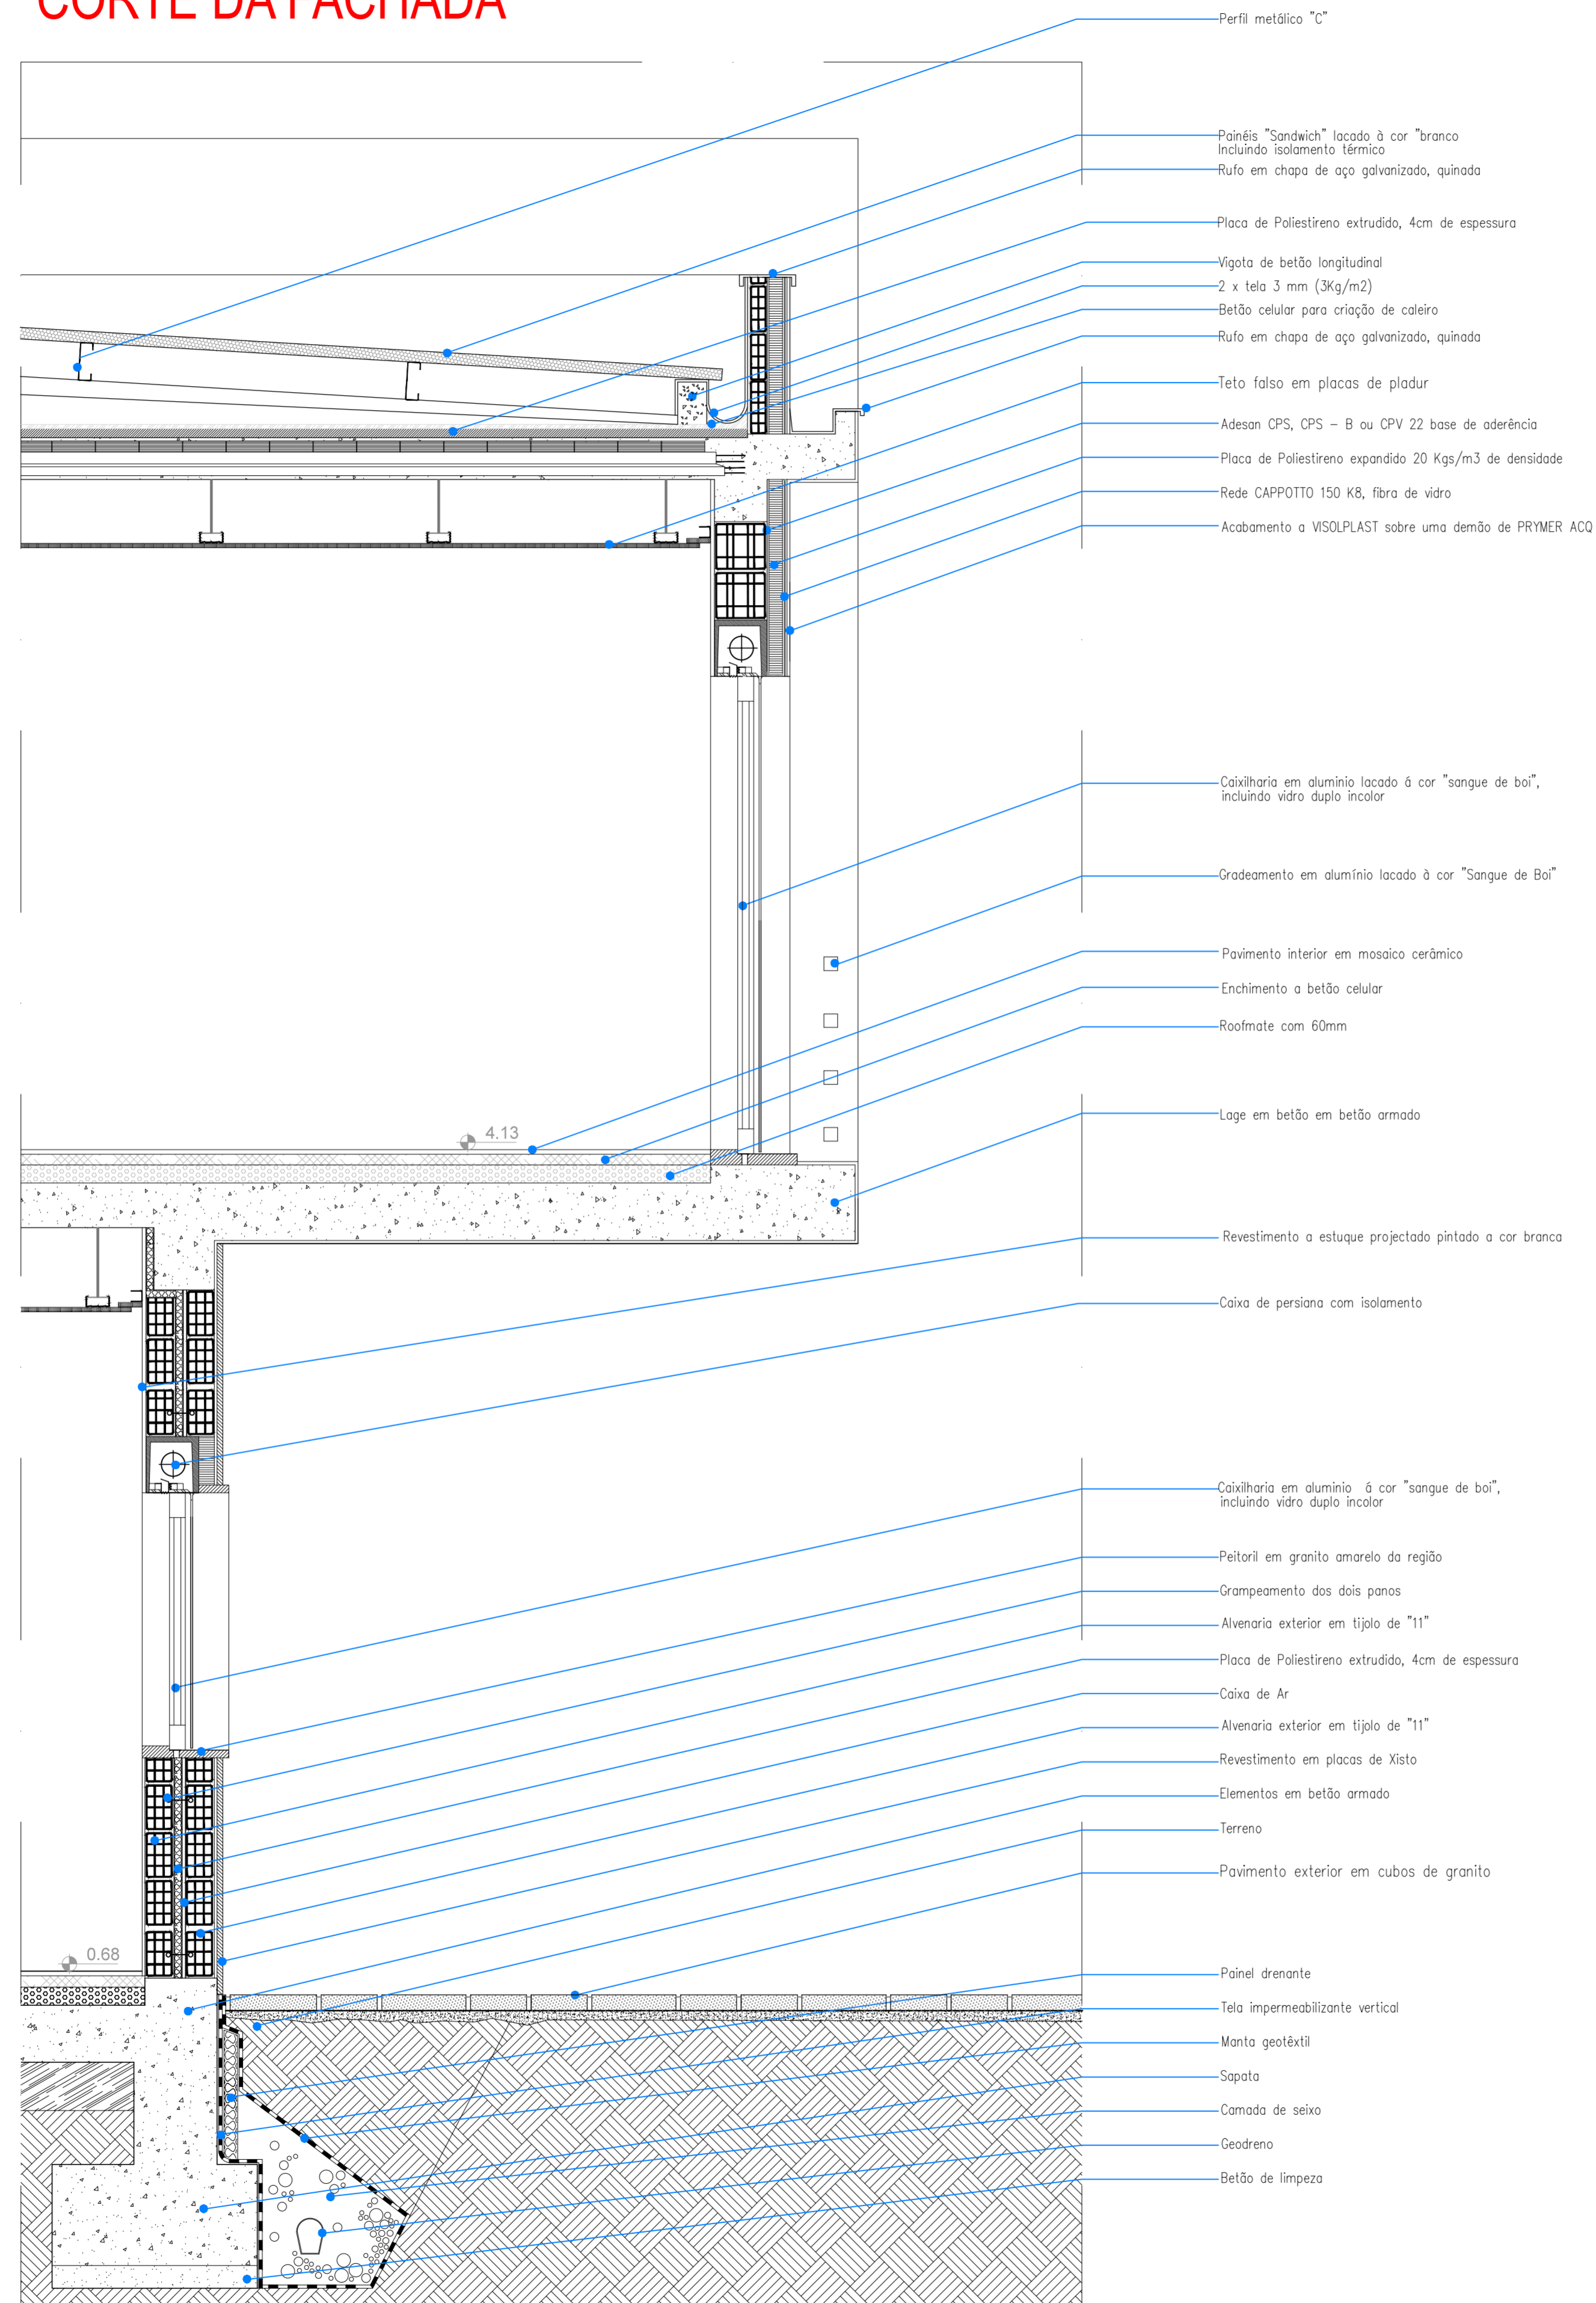 CORTE DA FACHADA
Perfil metálico "C"
Painéis "Sandwich" lacado à cor "branco
Incluindo isolamento térmico
Rufo em chapa de aço galvanizado, quinada
Placa de Poliestireno extrudido, 4cm de espessura
Vigota de betão longitudinal
2 x tela 3 mm (3Kg/m2)
Betão celular para criação de caleiro
Rufo em chapa de aço galvanizado, quinada
Teto falso em placas de pladur
Adesan CPS, CPS - B ou CPV 22 base de aderência
Placa de Poliestireno expandido 20 Kgs/m3 de densidade
Rede CAPPOTTO 150 K8, fibra de vidro
Acabamento a VISOLPLAST sobre uma demão de PRYMER ACQ
Caixilharia em aluminio lacado á cor "sangue de boi",
incluindo vidro duplo incolor
Gradeamento em alumínio lacado à cor "Sangue de Boi"
Pavimento interior em mosaico cerâmico
Enchimento a betão celular
Roofmate com 60mm
4.13
Lage em betão em betão armado
Revestimento a estuque projectado pintado a cor branca
Caixa de persiana com isolamento
Caixilharia em aluminio á cor "sangue de boi",
incluindo vidro duplo incolor
Peitoril em granito amarelo da região
Grampeamento dos dois panos
Alvenaria exterior em tijolo de "11"
Placa de Poliestireno extrudido, 4cm de espessura
Caixa de Ar
Alvenaria exterior em tijolo de "11"
Revestimento em placas de Xisto
Elementos em betão armado
Terreno
Pavimento exterior em cubos de granito
0.68
Painel drenante
Tela impermeabilizante vertical
Manta geotêxtil
Sapata
Camada de seixo
Geodreno
Betão de limpeza